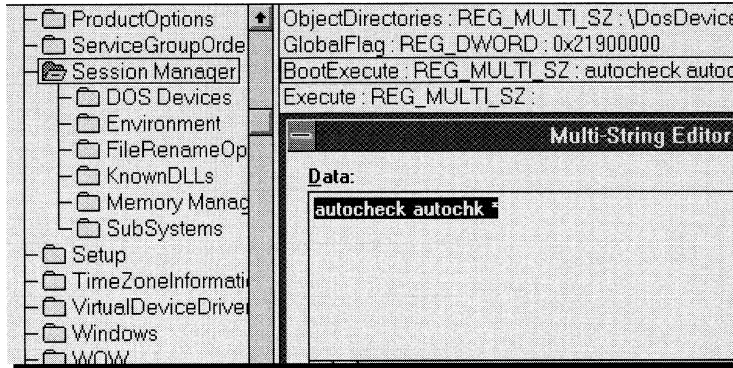 ProductOptions
ServiceGroupOrde
Session Manager
DOS Devices
Environment
FileRenameOp
KnownDLLs
Memory Manag
SubSystems
Setup
TimeZoneInformati
VirtualDeviceDriver
Windows
WOW
ObjectDirectories : REG_MULTI_SZ : \DosDevice
GlobalFlag : REG_DWORD : 0x21900000
BootExecute : REG_MULTI_SZ : autocheck autoc
Execute : REG_MULTI_SZ :
Multi-String Editor
Data:
autocheck autochk *